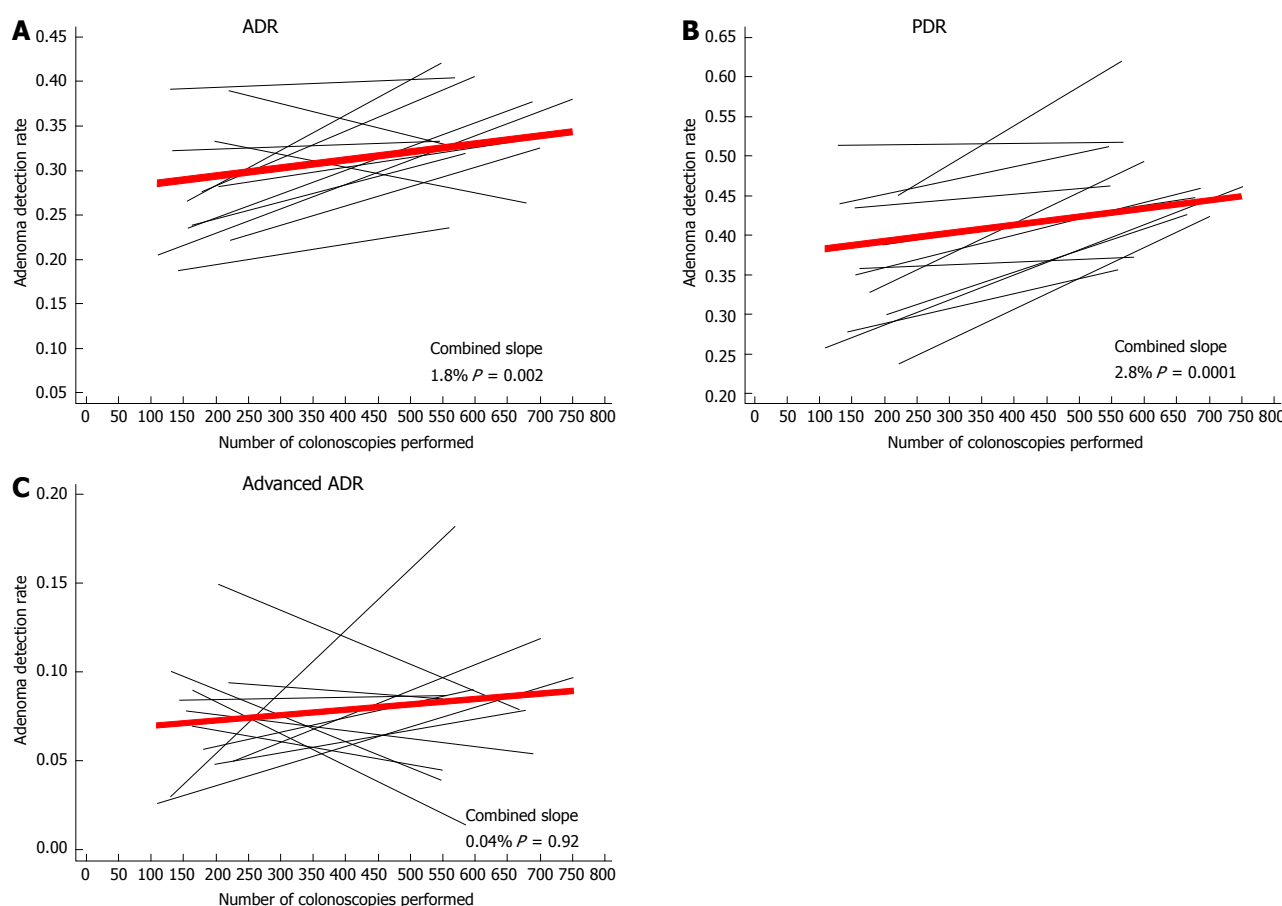 A
ADR
Adenoma detection rate
0.45
0.40
0.35
0.30
0.25
0.20
0.15
0.10
0.05
Combined slope
1.8% P = 0.002
0 50 100 150 200 250 300 350 400 450 500 550 600 650 700 750 800
Number of colonoscopies performed
B
PDR
Adenoma detection rate
0.65
0.60
0.55
0.50
0.45
0.40
0.35
0.30
0.25
0.20
Combined slope
2.8% P = 0.0001
0 50 100 150 200 250 300 350 400 450 500 550 600 650 700 750 800
Number of colonoscopies performed
C
Advanced ADR
Adenoma detection rate
0.20
0.15
0.10
0.05
0.00
Combined slope
0.04% P = 0.92
0 50 100 150 200 250 300 350 400 450 500 550 600 650 700 750 800
Number of colonoscopies performed